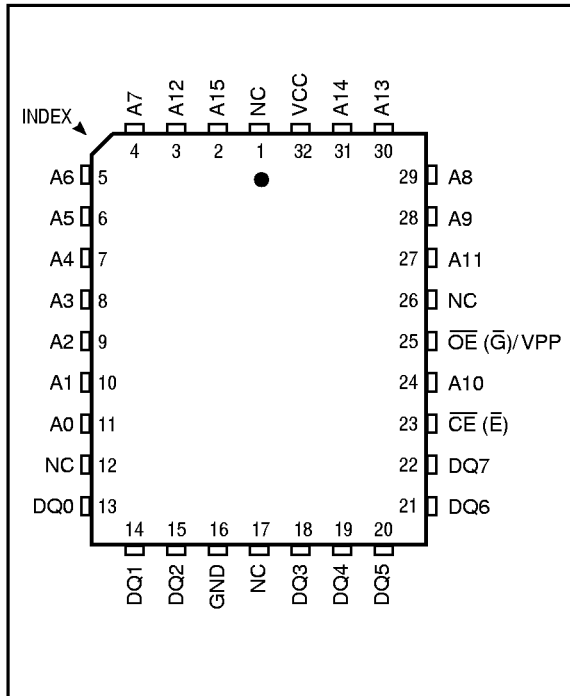 A7 A12 A15 NC VCC A14 A13
INDEX
4 3 2 1 32 31 30
A6 5 29 A8
A5 6 28 A9
A4 7 27 A11
A3 8 26 NC
A2 9 25 O̅E̅ (G̅)/VPP
A1 10 24 A10
A0 11 23 C̅E̅ (E̅)
NC 12 22 DQ7
DQ0 13 21 DQ6
14 15 16 17 18 19 20
DQ1 DQ2 GND NC DQ3 DQ4 DQ5